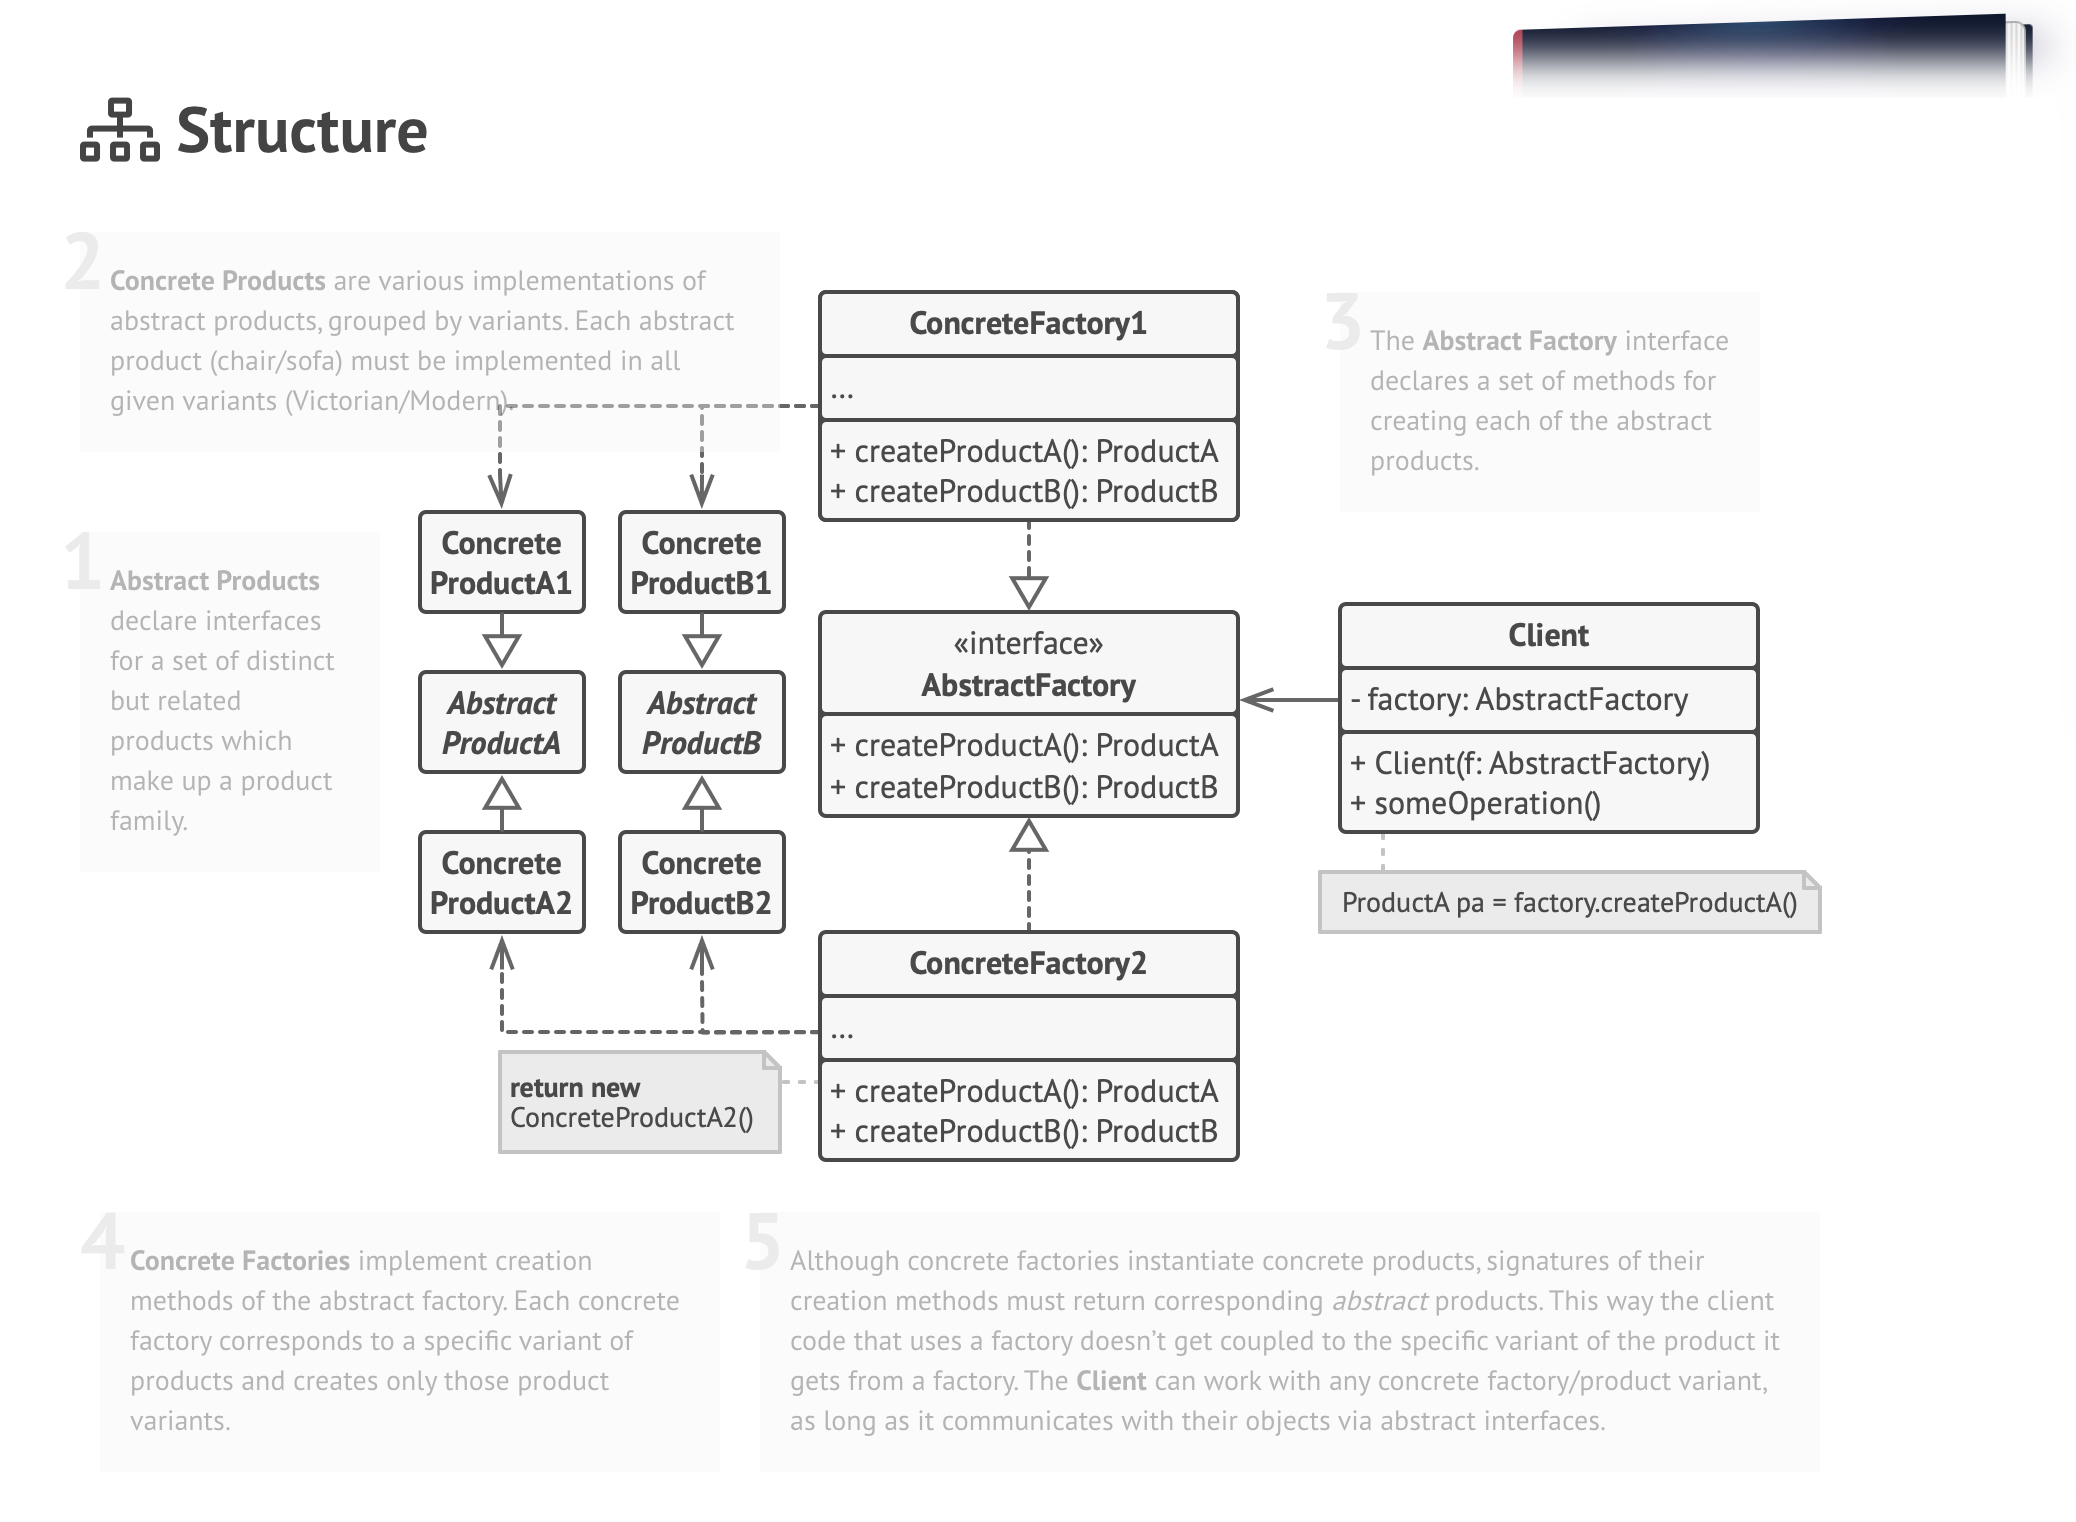 Structure
2
Concrete Products are various implementations of
abstract products, grouped by variants. Each abstract
product (chair/sofa) must be implemented in all
given variants (Victorian/Modern).
ConcreteFactory1
...
+ createProductA(): ProductA
+ createProductB(): ProductB
3
The Abstract Factory interface
declares a set of methods for
creating each of the abstract
products.
1
Abstract Products
declare interfaces
for a set of distinct
but related
products which
make up a product
family.
Concrete
ProductA1
Concrete
ProductB1
Abstract
ProductA
Abstract
ProductB
Concrete
ProductA2
Concrete
ProductB2
«interface»
AbstractFactory
+ createProductA(): ProductA
+ createProductB(): ProductB
Client
- factory: AbstractFactory
+ Client(f: AbstractFactory)
+ someOperation()
ProductA pa = factory.createProductA()
ConcreteFactory2
...
+ createProductA(): ProductA
+ createProductB(): ProductB
return new
ConcreteProductA2()
4
Concrete Factories implement creation
methods of the abstract factory. Each concrete
factory corresponds to a specific variant of
products and creates only those product
variants.
5
Although concrete factories instantiate concrete products, signatures of their
creation methods must return corresponding abstract products. This way the client
code that uses a factory doesn’t get coupled to the specific variant of the product it
gets from a factory. The Client can work with any concrete factory/product variant,
as long as it communicates with their objects via abstract interfaces.